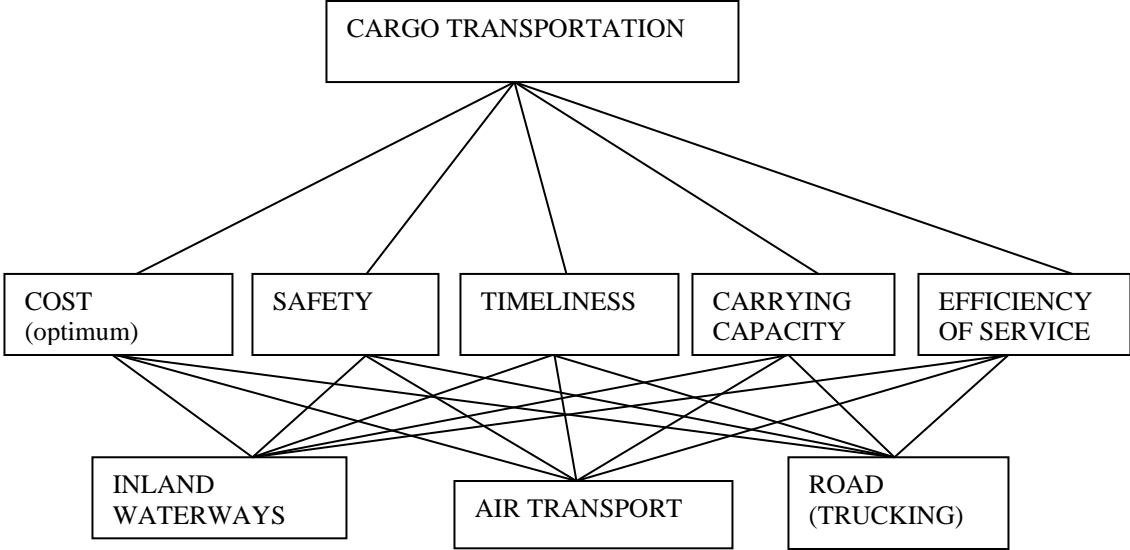 CARGO TRANSPORTATION
COST
(optimum)
SAFETY
TIMELINESS
CARRYING
CAPACITY
EFFICIENCY
OF SERVICE
INLAND
WATERWAYS
AIR TRANSPORT
ROAD
(TRUCKING)